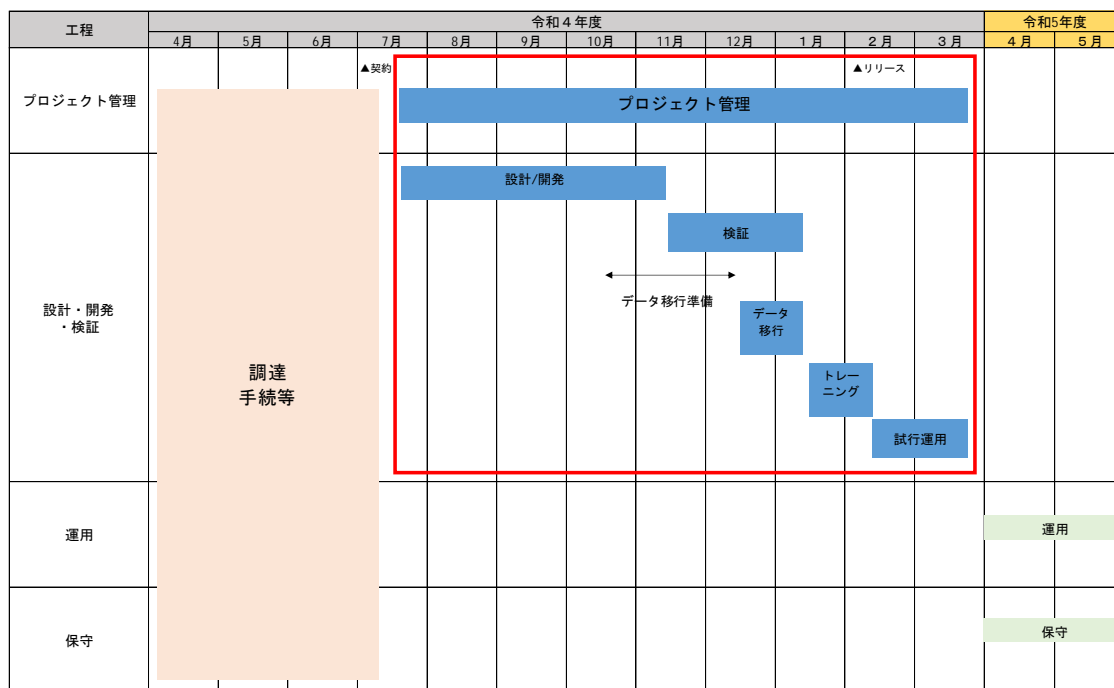 工程
令和４年度
令和5年度
4月
5月
6月
7月
8月
9月
10月
11月
12月
１月
２月
３月
４月
５月
▲契約
▲リリース
プロジェクト管理
プロジェクト管理
設計/開発
検証
データ移行準備
設計・開発
・検証
データ
移行
調達
手続等
トレー
ニング
試行運用
運用
運用
保守
保守